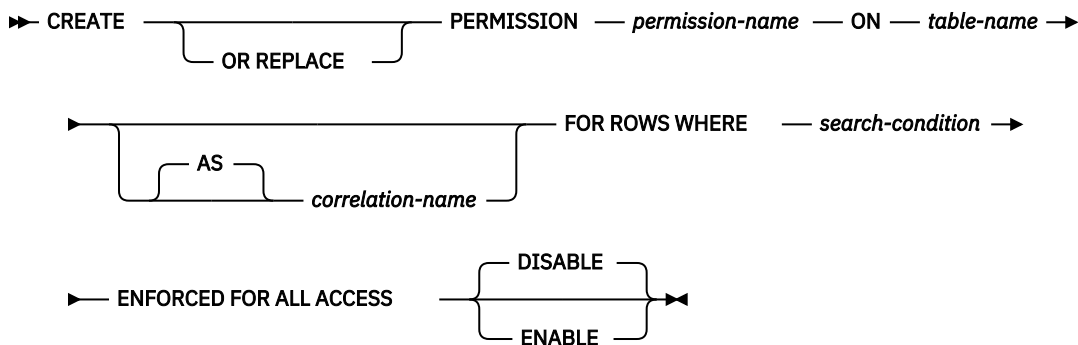 CREATE OR REPLACE PERMISSION permission-name ON table-name
AS correlation-name FOR ROWS WHERE search-condition
ENFORCED FOR ALL ACCESS DISABLE
ENABLE